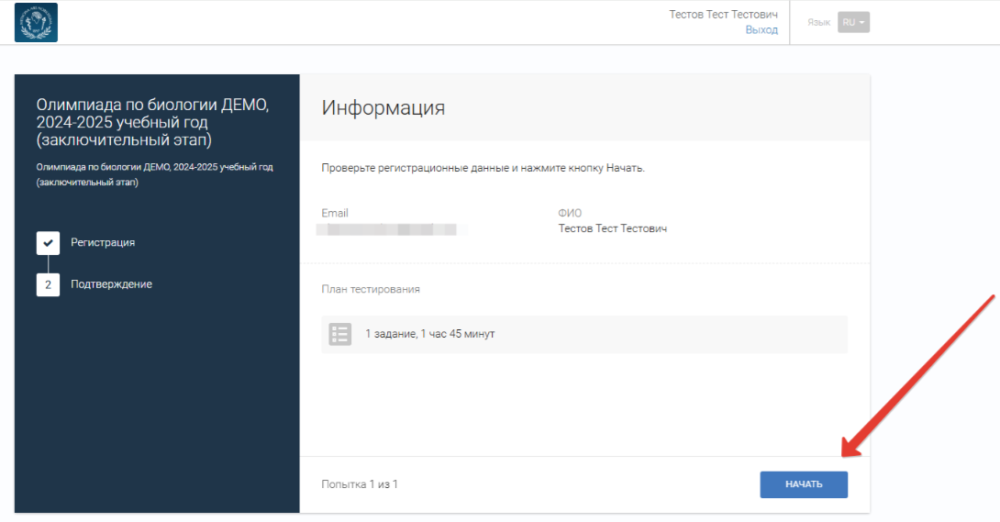 Тестов Тест Тестович
Выход
Язык
RU
Олимпиада по биологии ДЕМО,
2024-2025 учебный год
(заключительный этап)
Олимпиада по биологии ДЕМО, 2024-2025 учебный год
(заключительный этап)
Регистрация
2 Подтверждение
Информация
Проверьте регистрационные данные и нажмите кнопку Начать.
Email
ФИО
Тестов Тест Тестович
План тестирования
1 задание, 1 час 45 минут
Попытка 1 из 1
НАЧАТЬ